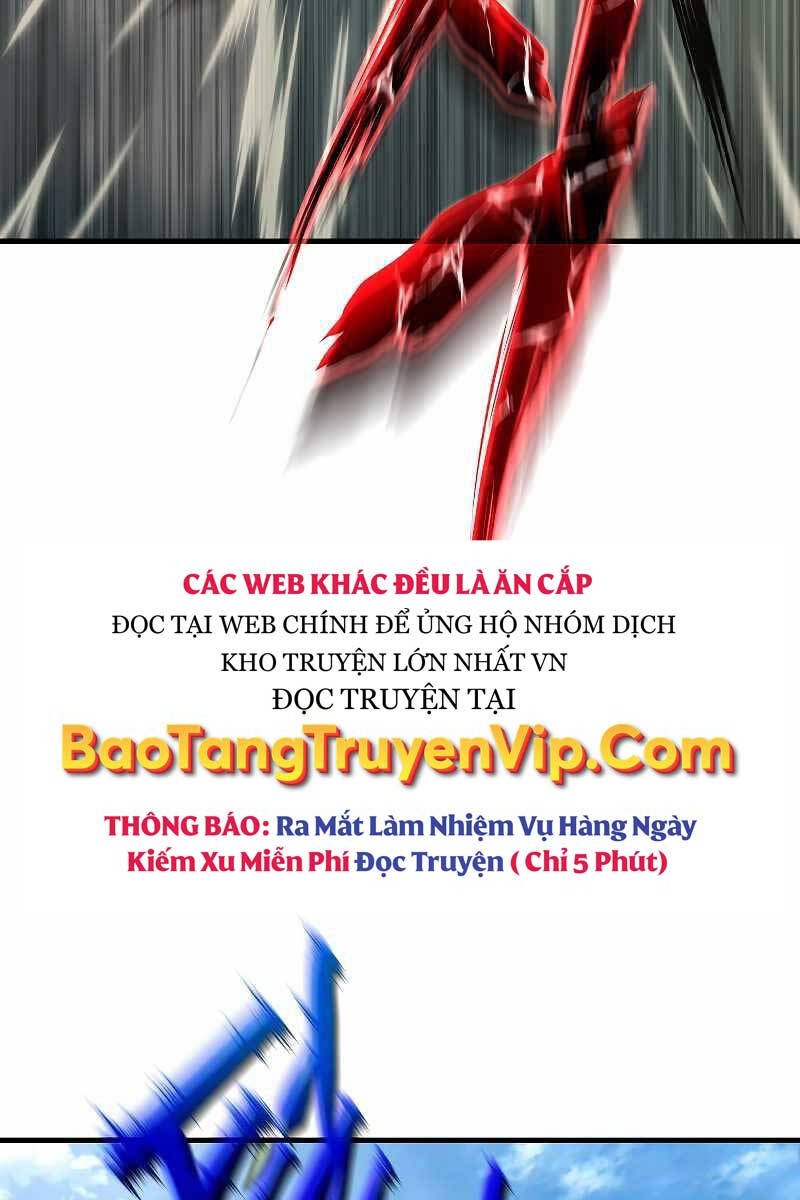 CÁC WEB KHÁC ĐỀU LÀ ĂN CẮP
ĐỌC TẠI WEB CHÍNH ĐỂ ỦNG HỘ NHÓM DỊCH
KHO TRUYỆN LỚN NHẤT VN
ĐỌC TRUYỆN TẠI
BaoTangTruyenVip.Com
THÔNG BÁO: Ra Mắt Làm Nhiệm Vụ Hàng Ngày
Kiếm Xu Miễn Phí Đọc Truyện ( Chỉ 5 Phút)